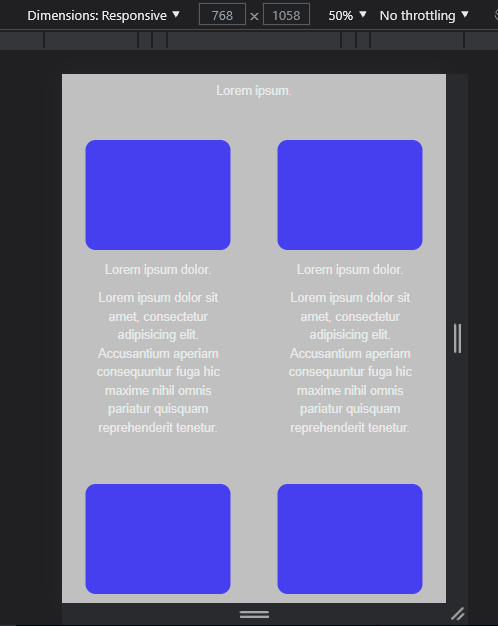 Dimensions: Responsive ▼ 768 × 1058 50% ▼ No throttling ▼
Lorem ipsum.
Lorem ipsum dolor.
Lorem ipsum dolor sit
amet, consectetur
adipisicing elit.
Accusantium aperiam
consequuntur fuga hic
maxime nihil omnis
pariatur quisquam
reprehenderit tenetur.
Lorem ipsum dolor.
Lorem ipsum dolor sit
amet, consectetur
adipisicing elit.
Accusantium aperiam
consequuntur fuga hic
maxime nihil omnis
pariatur quisquam
reprehenderit tenetur.